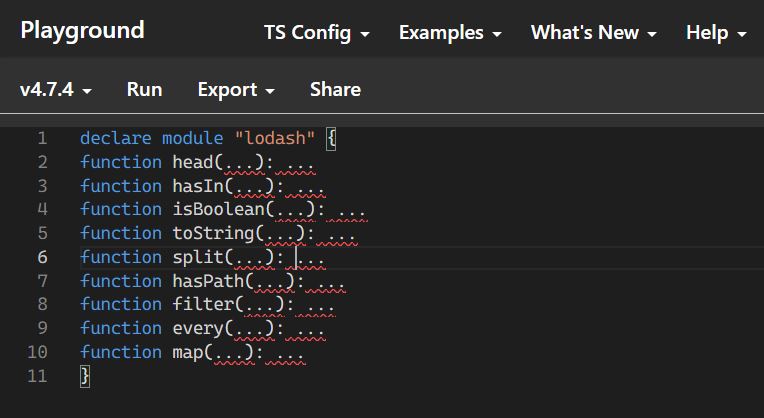 Playground TS Config Examples What's New Help
v4.7.4 Run Export Share
1 declare module "lodash" {
2 function head(...): ...
3 function hasIn(...): ...
4 function isBoolean(...): ...
5 function toString(...): ...
6 function split(...): ...
7 function hasPath(...): ...
8 function filter(...): ...
9 function every(...): ...
10 function map(...): ...
11 }